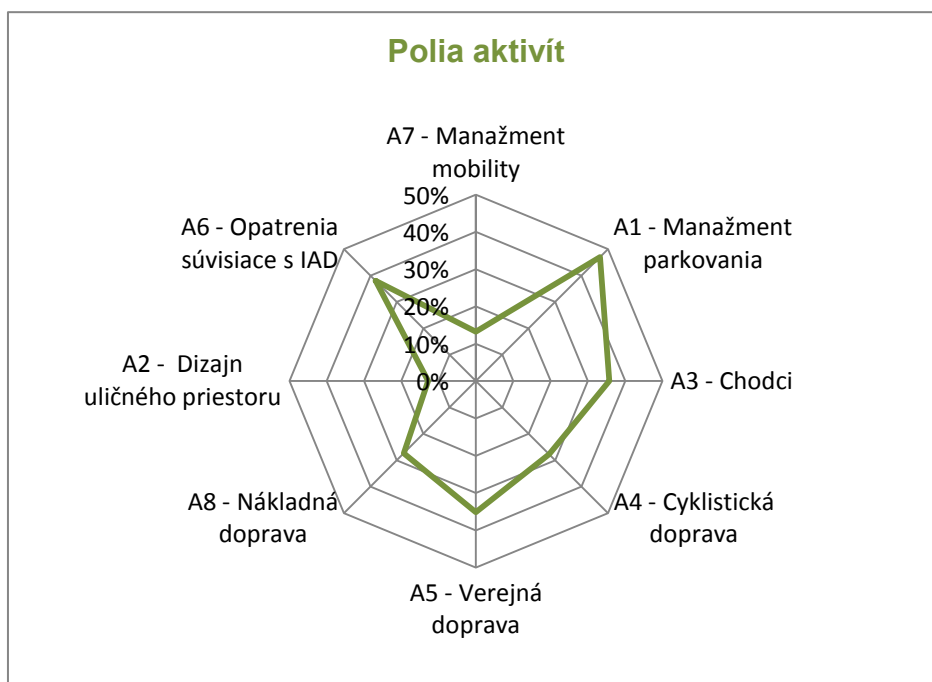 Polia aktivít
A7 - Manažment
mobility
50%
40%
30%
20%
10%
0%
A1 - Manažment
parkovania
A3 - Chodci
A4 - Cyklistická
doprava
A5 - Verejná
doprava
A8 - Nákladná
doprava
A2 -  Dizajn
uličného priestoru
A6 - Opatrenia
súvisiace s IAD